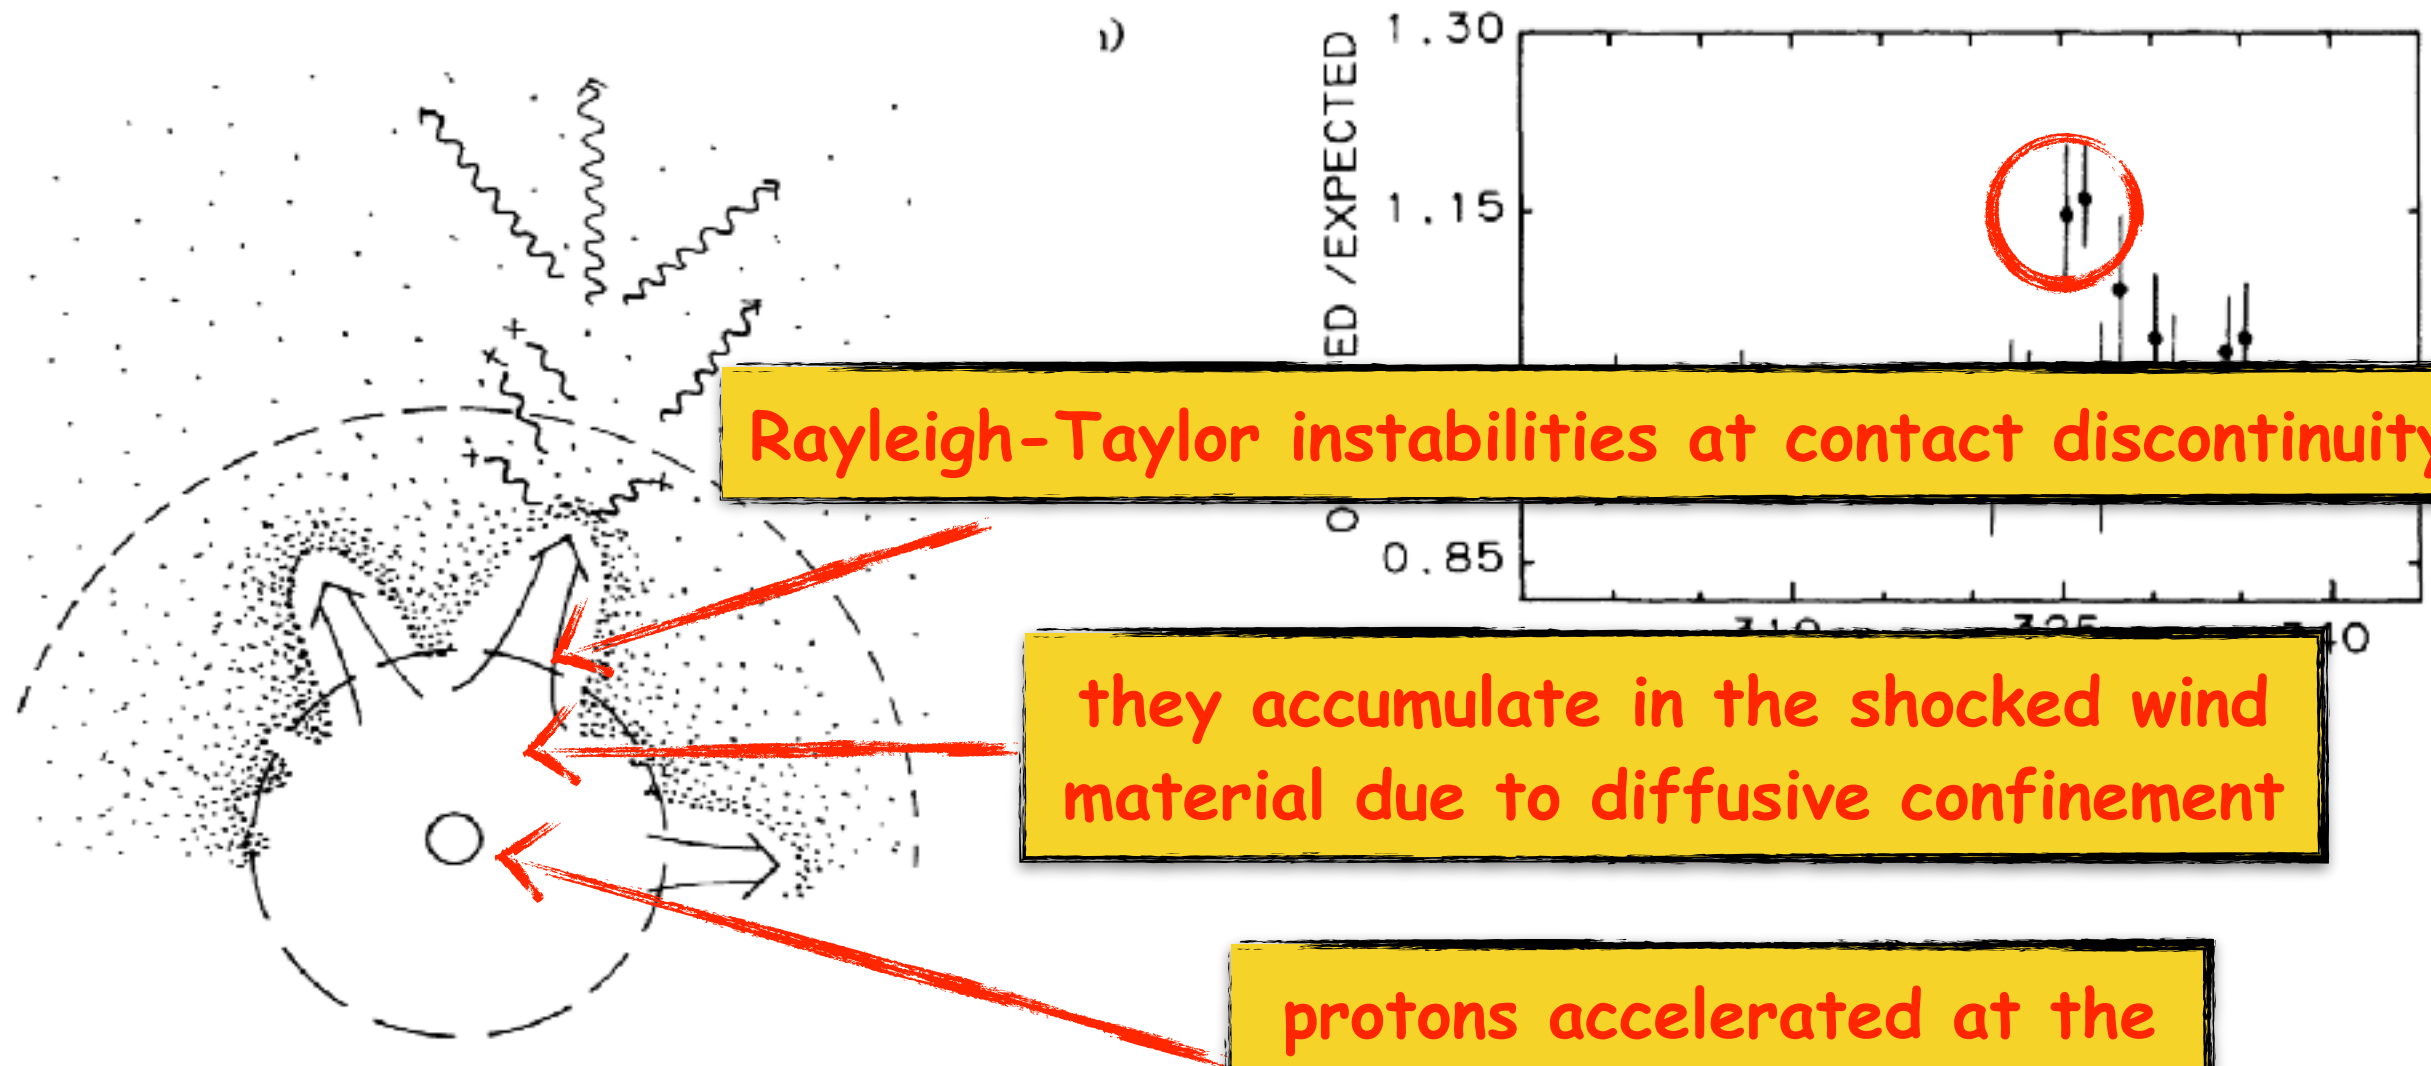 1.30
1.15
ED /EXPECTED
Rayleigh-Taylor instabilities at contact discontinuity
O
0.85
they accumulate in the shocked wind
material due to diffusive confinement
protons accelerated at the